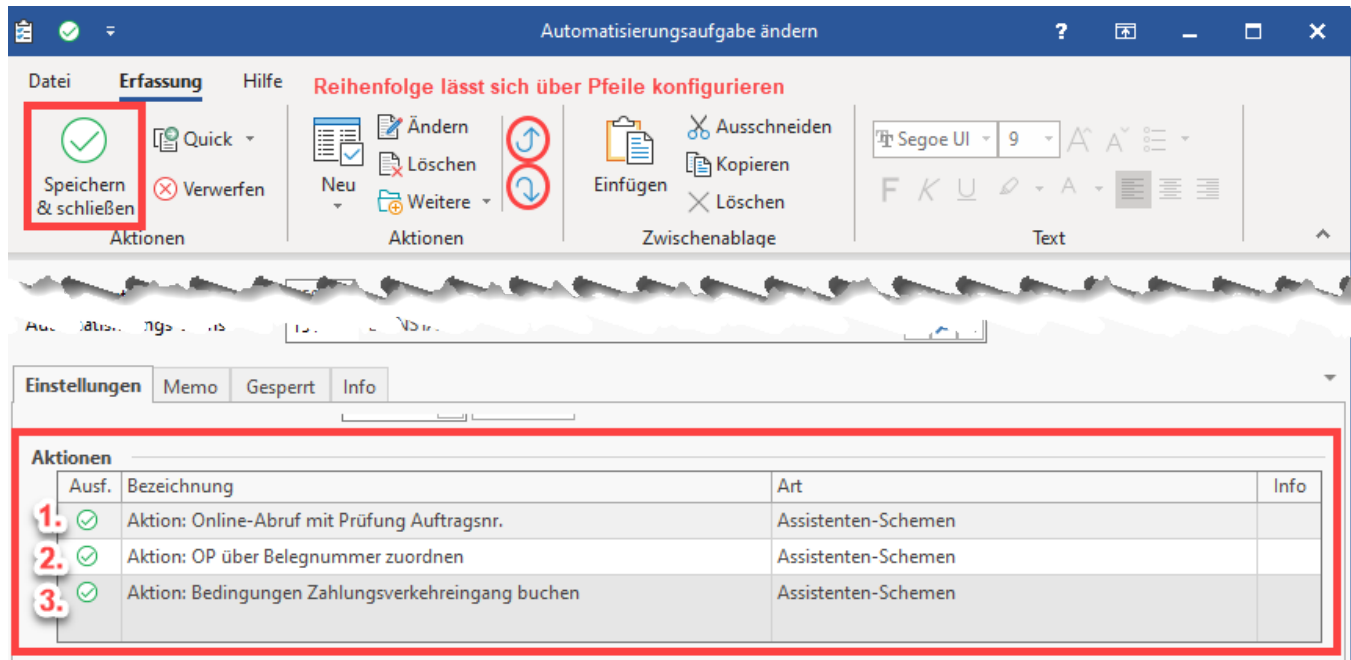 Automatisierungsaufgabe ändern
Datei Erfassung Hilfe
Reihenfolge lässt sich über Pfeile konfigurieren
Speichern & schließen
Quick
Verwerfen
Aktionen
Neu
Ändern
Löschen
Weitere
Aktionen
Einfügen
Ausschneiden
Kopieren
Löschen
Zwischenablage
Segoe UI 9
F K U A
Text
Einstellungen Memo Gesperrt Info
Aktionen
Ausf. Bezeichnung Art Info
1. Aktion: Online-Abruf mit Prüfung Auftragsnr. Assistenten-Schemen
2. Aktion: OP über Belegnummer zuordnen Assistenten-Schemen
3. Aktion: Bedingungen Zahlungsverkehreingang buchen Assistenten-Schemen